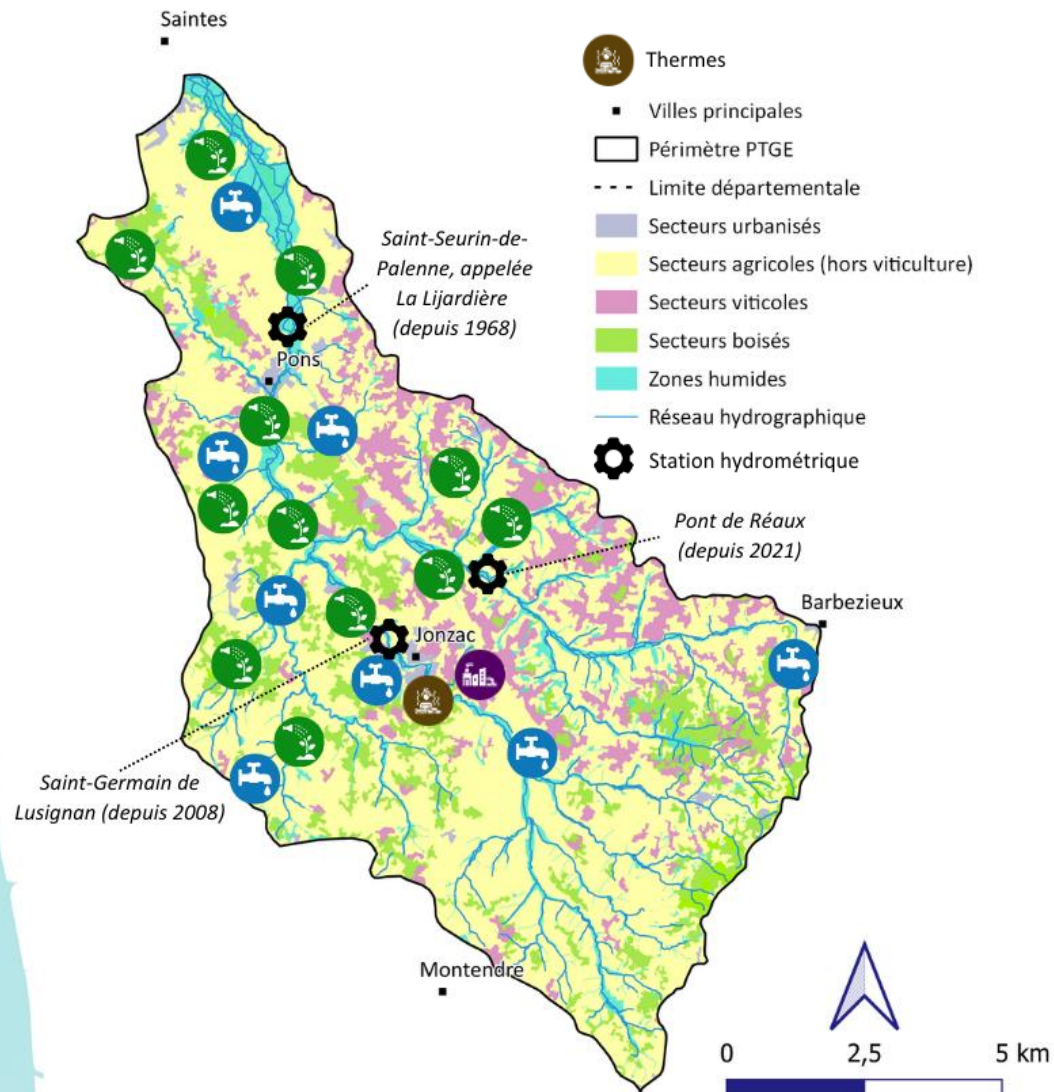 Saintes
Thermes
Villes principales
Périmètre PTGE
Limite départementale
Secteurs urbanisés
Secteurs agricoles (hors viticulture)
Secteurs viticoles
Secteurs boisés
Zones humides
Réseau hydrographique
Station hydrométrique
Saint-Seurin-de-
Palenne, appelée
La Lijardière
(depuis 1968)
Pons
Pont de Réaux
(depuis 2021)
Barbezieux
Jonzac
Saint-Germain de
Lusignan (depuis 2008)
Montendre
0 2,5 5 km